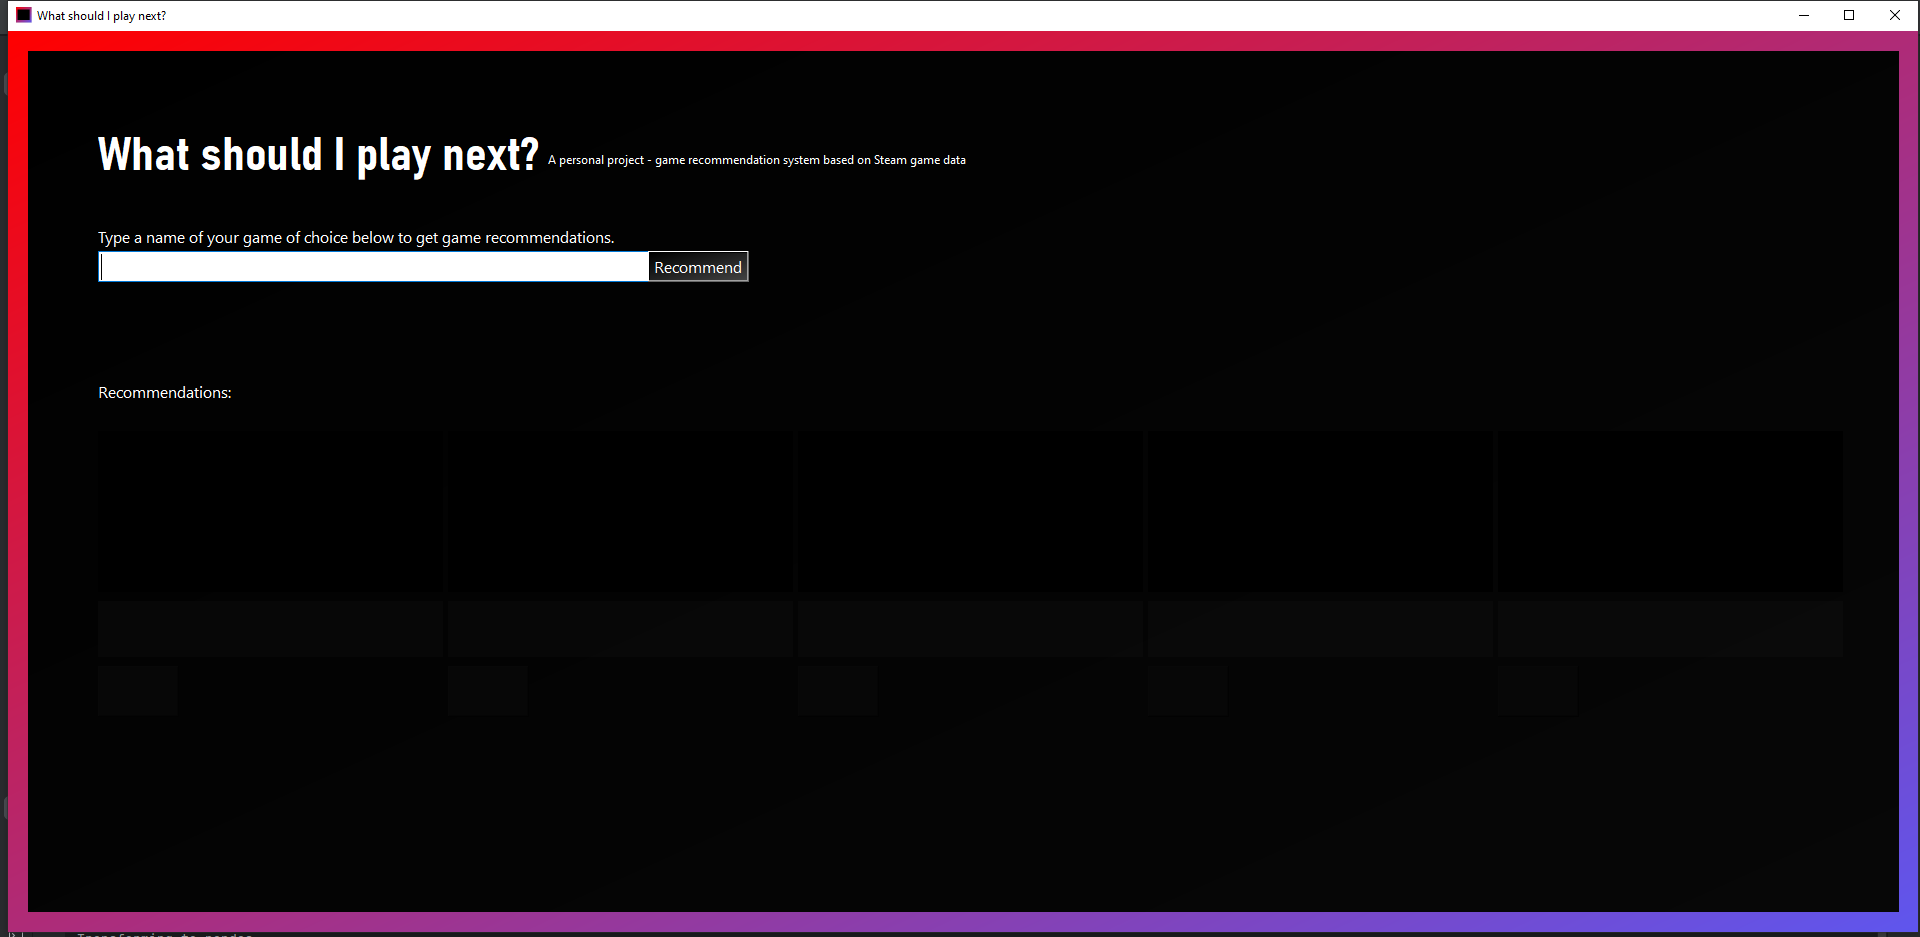 What should I play next?
What should I play next? A personal project - game recommendation system based on Steam game data
Type a name of your game of choice below to get game recommendations.
Recommend
Recommendations: